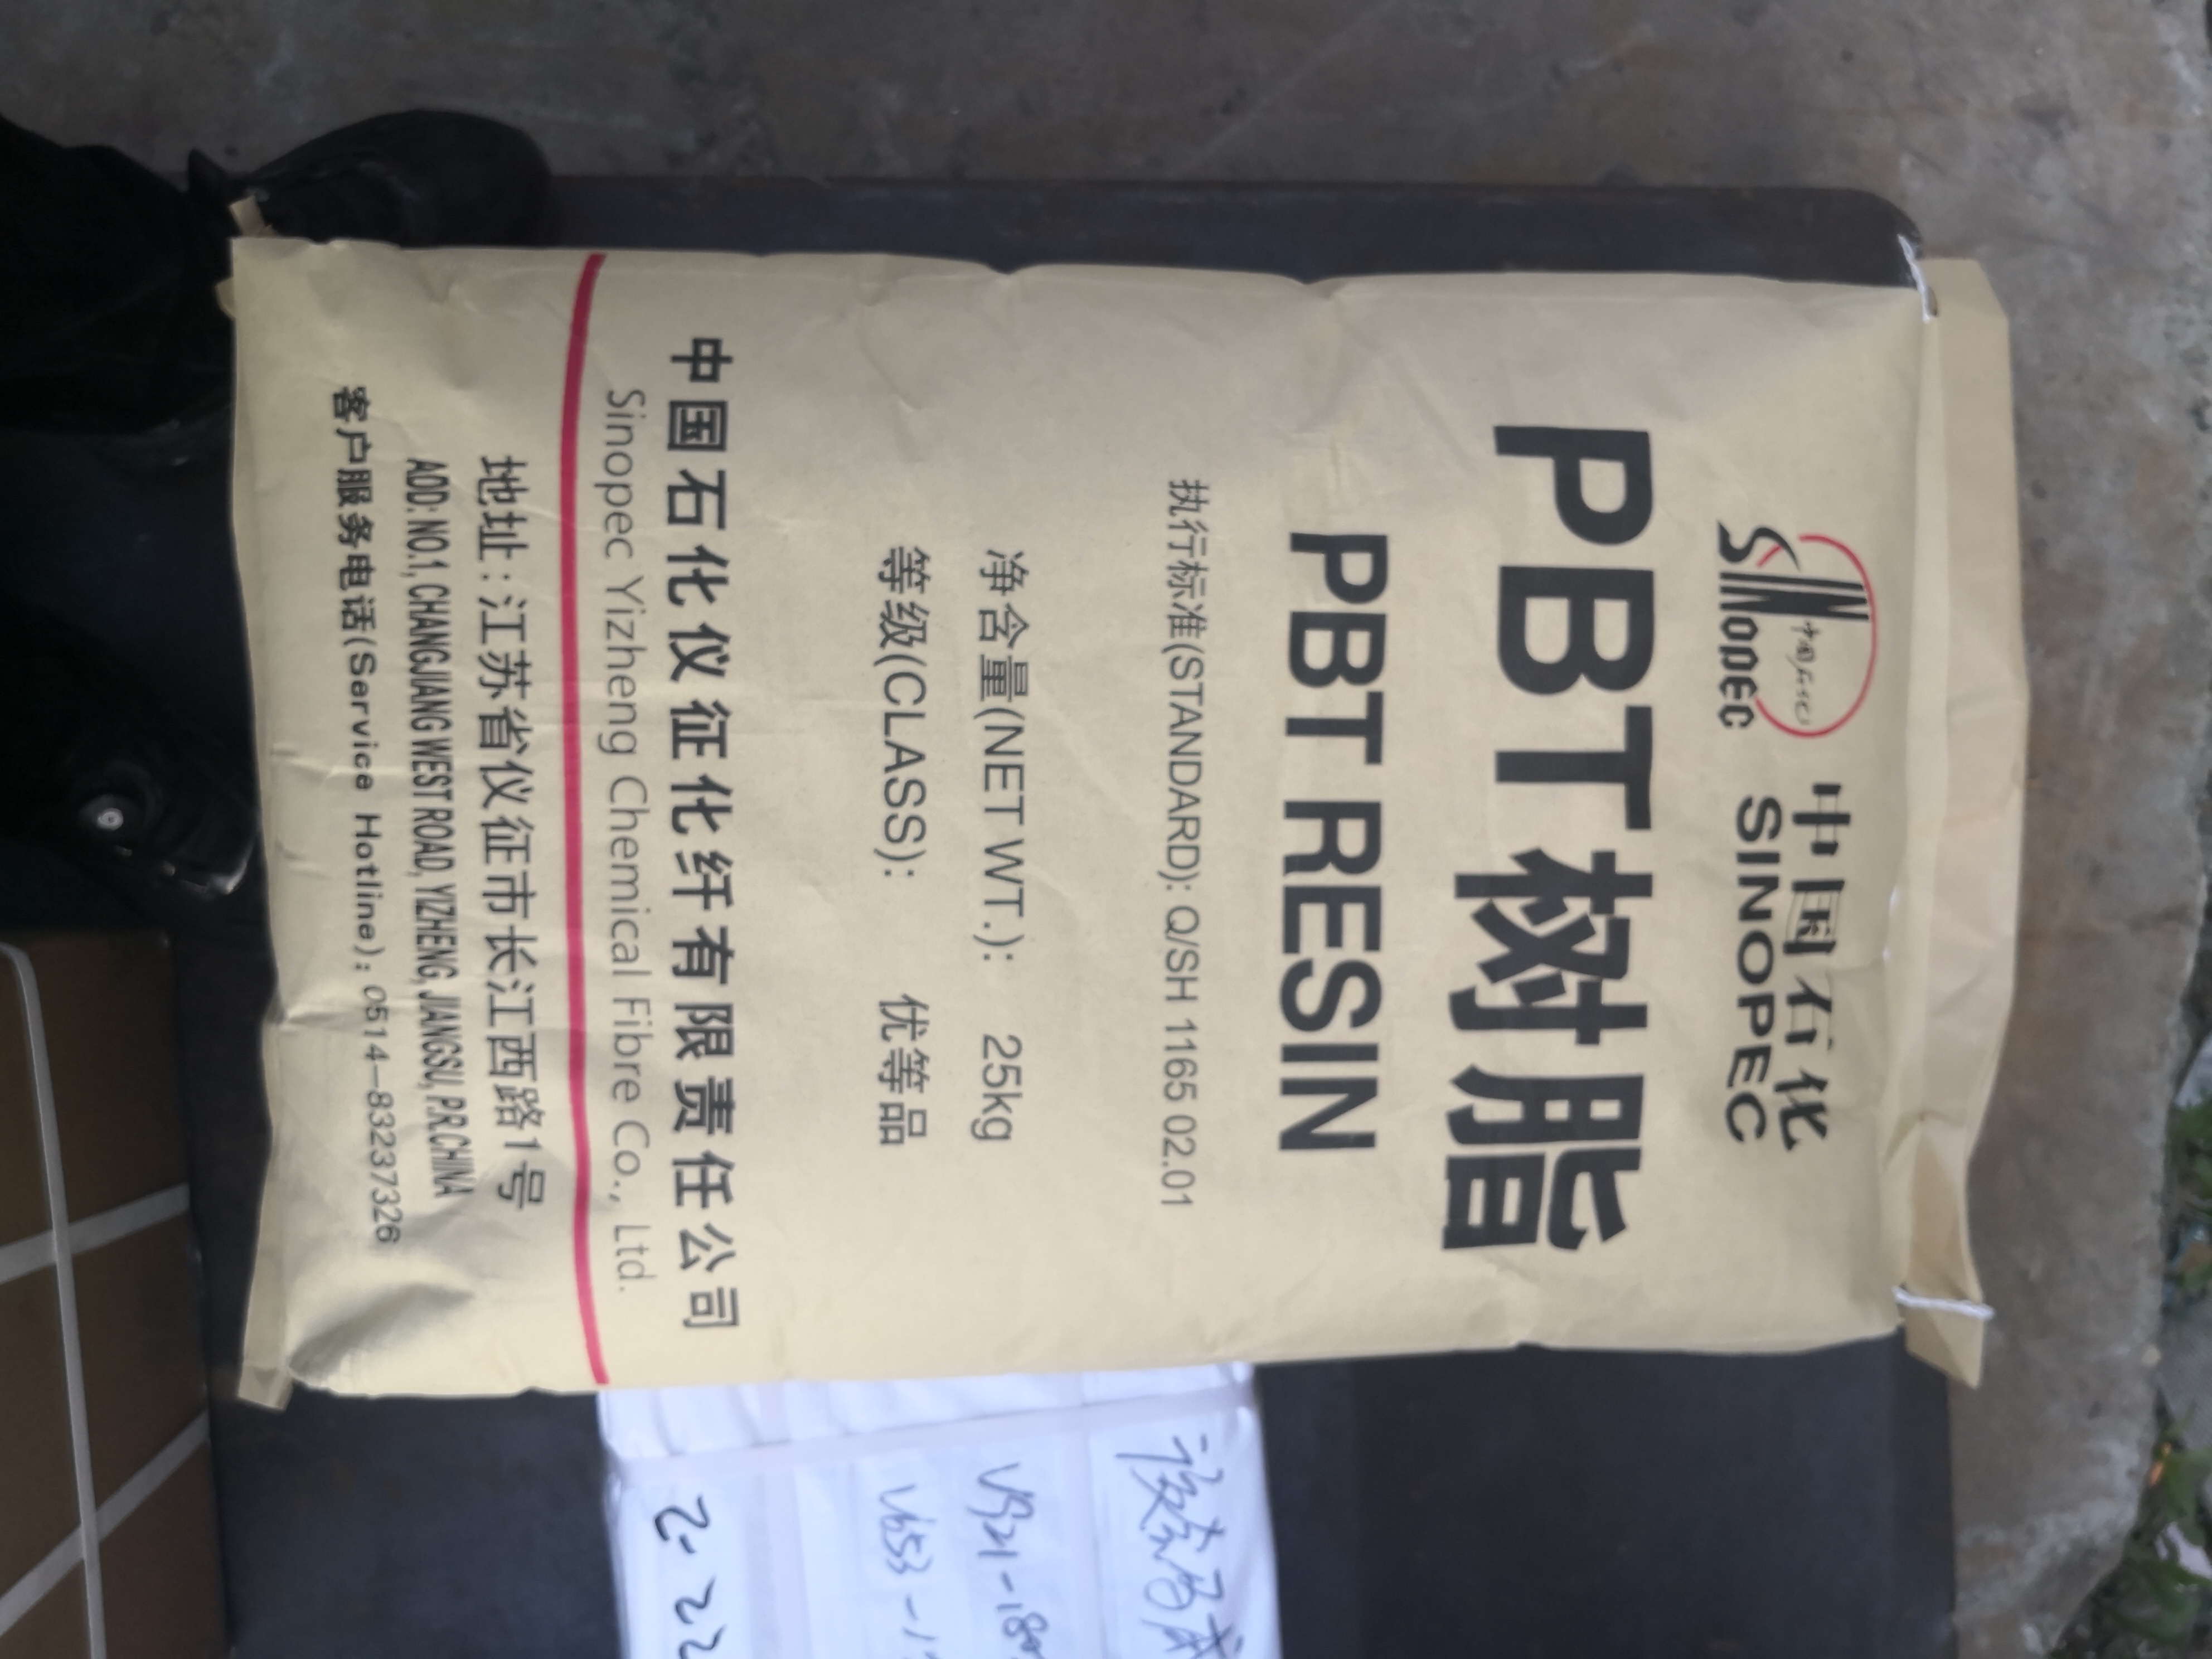 SINOPEC
中国石化
中国石化
SINOPEC
PBT树脂
PBT RESIN
执行标准(STANDARD): Q/SH 1165 02.01
净含量(NET WT.): 25kg
等级(CLASS): 优等品
中国石化仪征化纤有限责任公司
Sinopec Yizheng Chemical Fibre Co., Ltd.
地址:江苏省仪征市长江西路1号
ADD: NO.1, CHANGJIANG WEST ROAD, YIZHENG, JIANGSU, P.R.CHINA
客户服务电话(Service Hotline): 0514-83237326